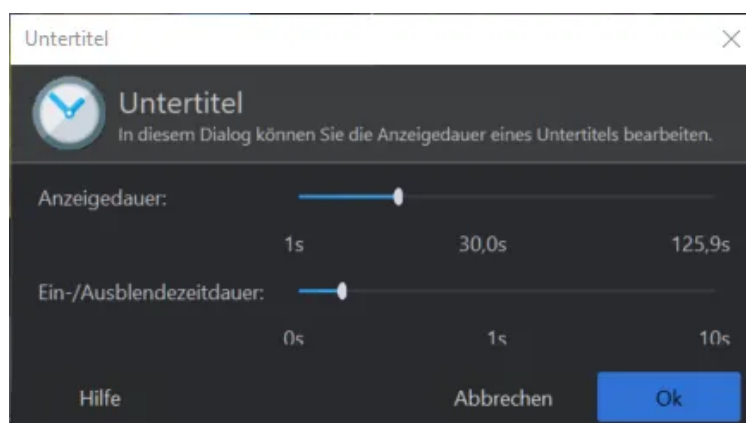 Untertitel
Untertitel
In diesem Dialog können Sie die Anzeigedauer eines Untertitels bearbeiten.
Anzeigedauer:
1s 30,0s 125,9s
Ein-/Ausblendezeitdauer:
0s 1s 10s
Hilfe Abbrechen Ok